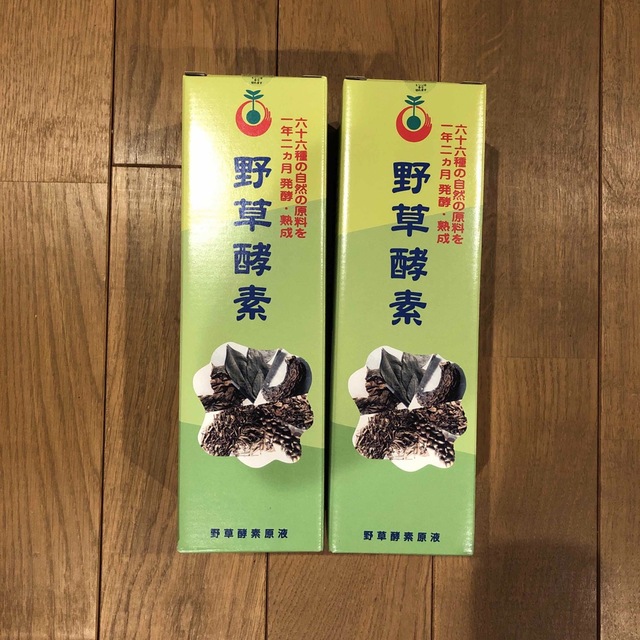 六十六種の自然の原料を
一年二ヵ月 発酵・熟成
野草酵素
野草酵素原液
六十六種の自然の原料を
一年二ヵ月 発酵・熟成
野草酵素
野草酵素原液